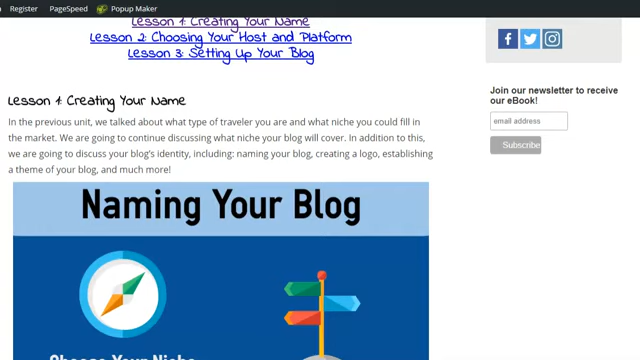 Register PageSpeed Popup Maker
Lesson 1: Creating Your Name
Lesson 2: Choosing Your Host and Platform
Lesson 3: Setting Up Your Blog
Join our newsletter to receive
our eBook!
email address
Subscribe
Lesson 1: Creating Your Name
In the previous unit, we talked about what type of traveler you are and what niche you could fill in
the market. We are going to continue discussing what niche your blog will cover. In addition to this,
we are going to discuss your blog's identity, including: naming your blog, creating a logo, establishing
a theme of your blog, and much more!
Naming Your Blog
Choose Your Niche